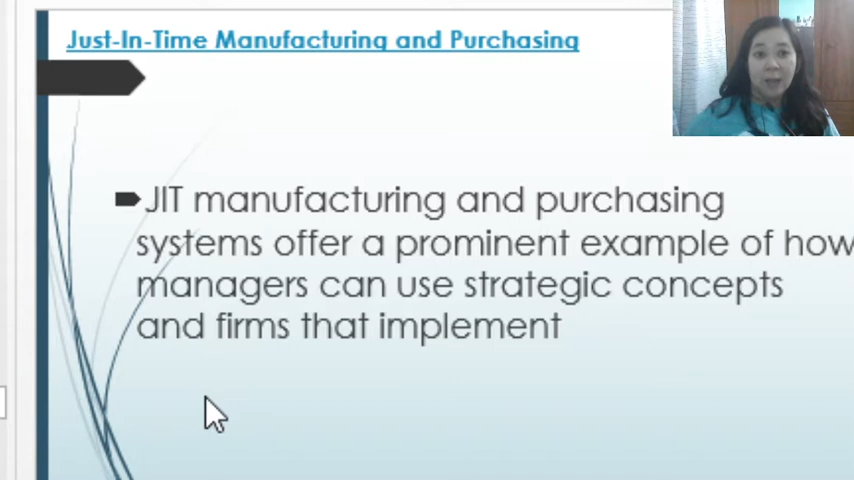 Just-In-Time Manufacturing and Purchasing
JIT manufacturing and purchasing
systems offer a prominent example of how
managers can use strategic concepts
and firms that implement